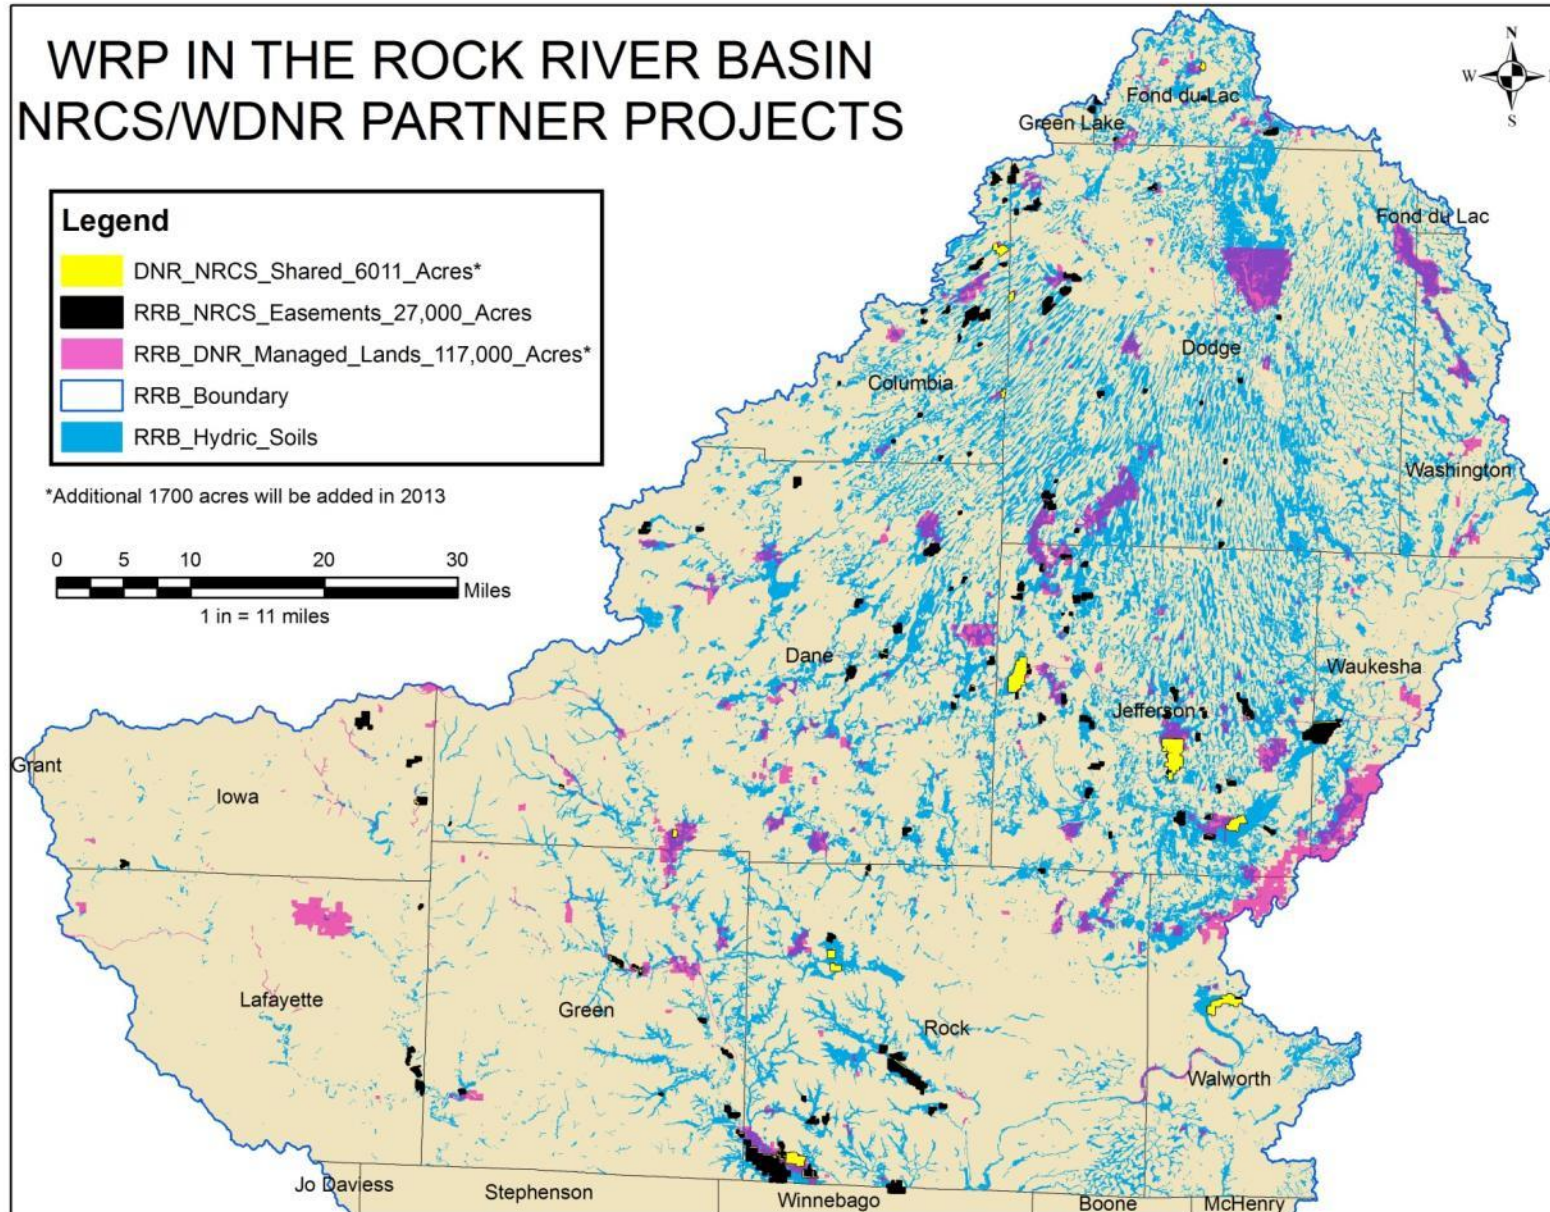 WRP IN THE ROCK RIVER BASIN
NRCS/WDNR PARTNER PROJECTS
N
W
S
Legend
DNR_NRCS_Shared_6011_Acres*
RRB_NRCS_Easements_27,000_Acres
RRB_DNR_Managed_Lands_117,000_Acres*
RRB_Boundary
RRB_Hydric_Soils
*Additional 1700 acres will be added in 2013
0 5 10 20 30
Miles
1 in = 11 miles
Fond du Lac
Green Lake
Fond du Lac
Dodge
Columbia
Washington
Dane
Waukesha
Jefferson
Grant
Iowa
Lafayette
Green
Rock
Walworth
Jo Daviess
Stephenson
Winnebago
Boone
McHenry